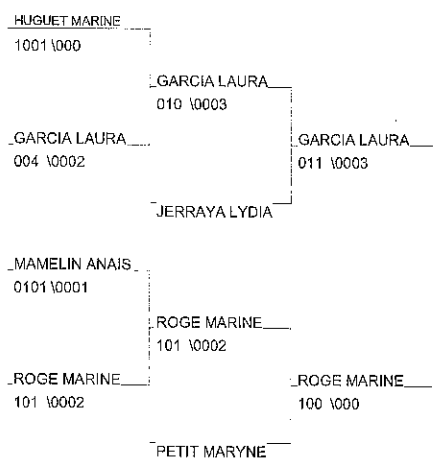 HUGUET MARINE
1001 \000
GARCIA LAURA
010 \0003
GARCIA LAURA
004 \0002
GARCIA LAURA
011 \0003
JERRAYA LYDIA
MAMELIN ANAIS
0101 \0001
ROGE MARINE
101 \0002
ROGE MARINE
101 \0002
ROGE MARINE
100 \000
PETIT MARYNE